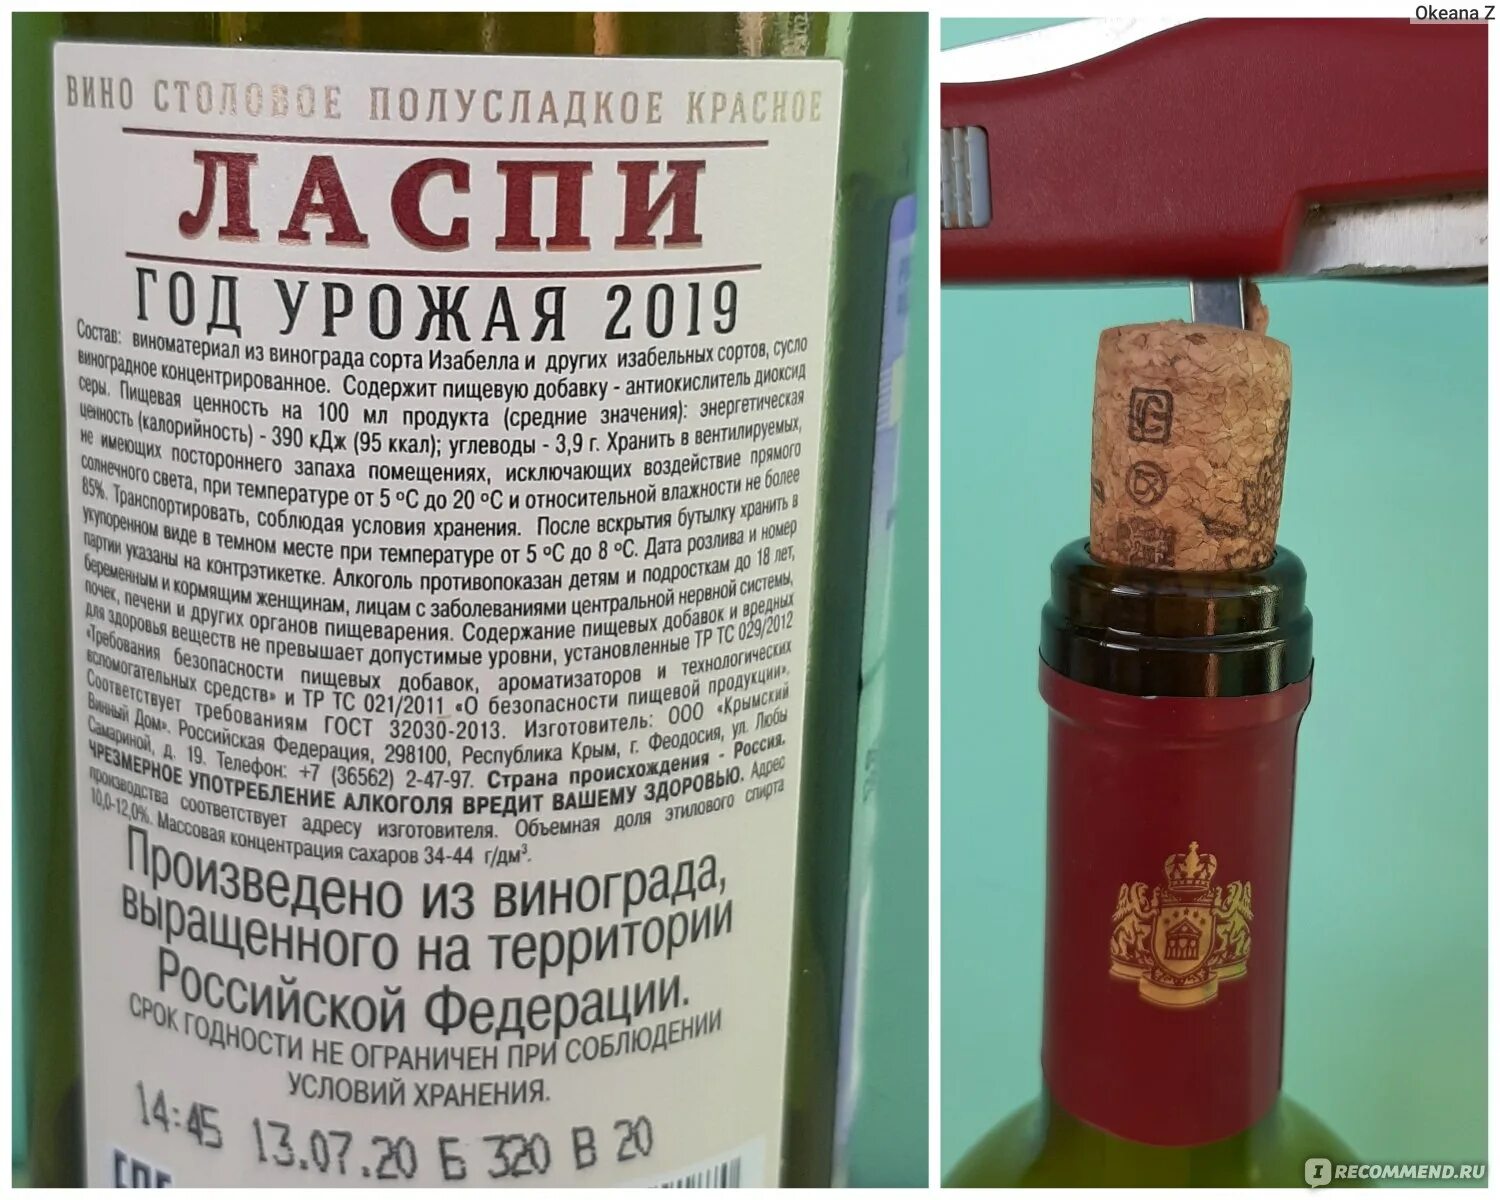 ВИНО СТОЛОВОЕ ПОЛУСЛАДКОЕ КРАСНОЕ
ЛАСПИ
ГОД УРОЖАЯ 2019
Состав: виноматериал из винограда сорта Изабелла и других изабельных сортов, сусло
виноградное концентрированное. Содержит пищевую добавку - антиокислитель диоксид
серы. Пищевая ценность на 100 мл продукта (средние значения): энергетическая
ценность (калорийность) - 390 кДж (95 ккал); углеводы - 3,9 г. Хранить в вентилируемых,
не имеющих постороннего запаха помещениях, исключающих воздействие прямого
солнечного света, при температуре от 5 °С до 20 °С и относительной влажности не более
85%. Транспортировать, соблюдая условия хранения. После вскрытия бутылку хранить в
укупоренном виде в темном месте при температуре от 5 °С до 8 °С. Дата розлива и номер
партии указаны на контрэтикетке. Алкоголь противопоказан детям и подросткам до 18 лет,
беременным и кормящим женщинам, лицам с заболеваниями центральной нервной системы,
почек, печени и других органов пищеварения. Содержание пищевых добавок и вредных
для здоровья веществ не превышает допустимые уровни, установленные ТР ТС 029/2012
«Требования безопасности пищевых добавок, ароматизаторов и технологических
вспомогательных средств» и ТР ТС 021/2011 «О безопасности пищевой продукции».
Соответствует требованиям ГОСТ 32030-2013. Изготовитель: ООО «Крымский
Винный Дом». Российская Федерация, 298100, Республика Крым, г. Феодосия, ул. Любы
Самариной, д. 19. Телефон: +7 (36562) 2-47-97. Страна происхождения - Россия.
ЧРЕЗМЕРНОЕ УПОТРЕБЛЕНИЕ АЛКОГОЛЯ ВРЕДИТ ВАШЕМУ ЗДОРОВЬЮ. Адрес
производства соответствует адресу изготовителя. Объемная доля этилового спирта
10,0-12,0%. Массовая концентрация сахаров 34-44 г/дм³.
Произведено из винограда,
выращенного на территории
Российской Федерации.
СРОК ГОДНОСТИ НЕ ОГРАНИЧЕН ПРИ СОБЛЮДЕНИИ
УСЛОВИЙ ХРАНЕНИЯ.
14:45 13.07.20 Б 320 В 20
Okeana Z
IRECOMMEND.RU